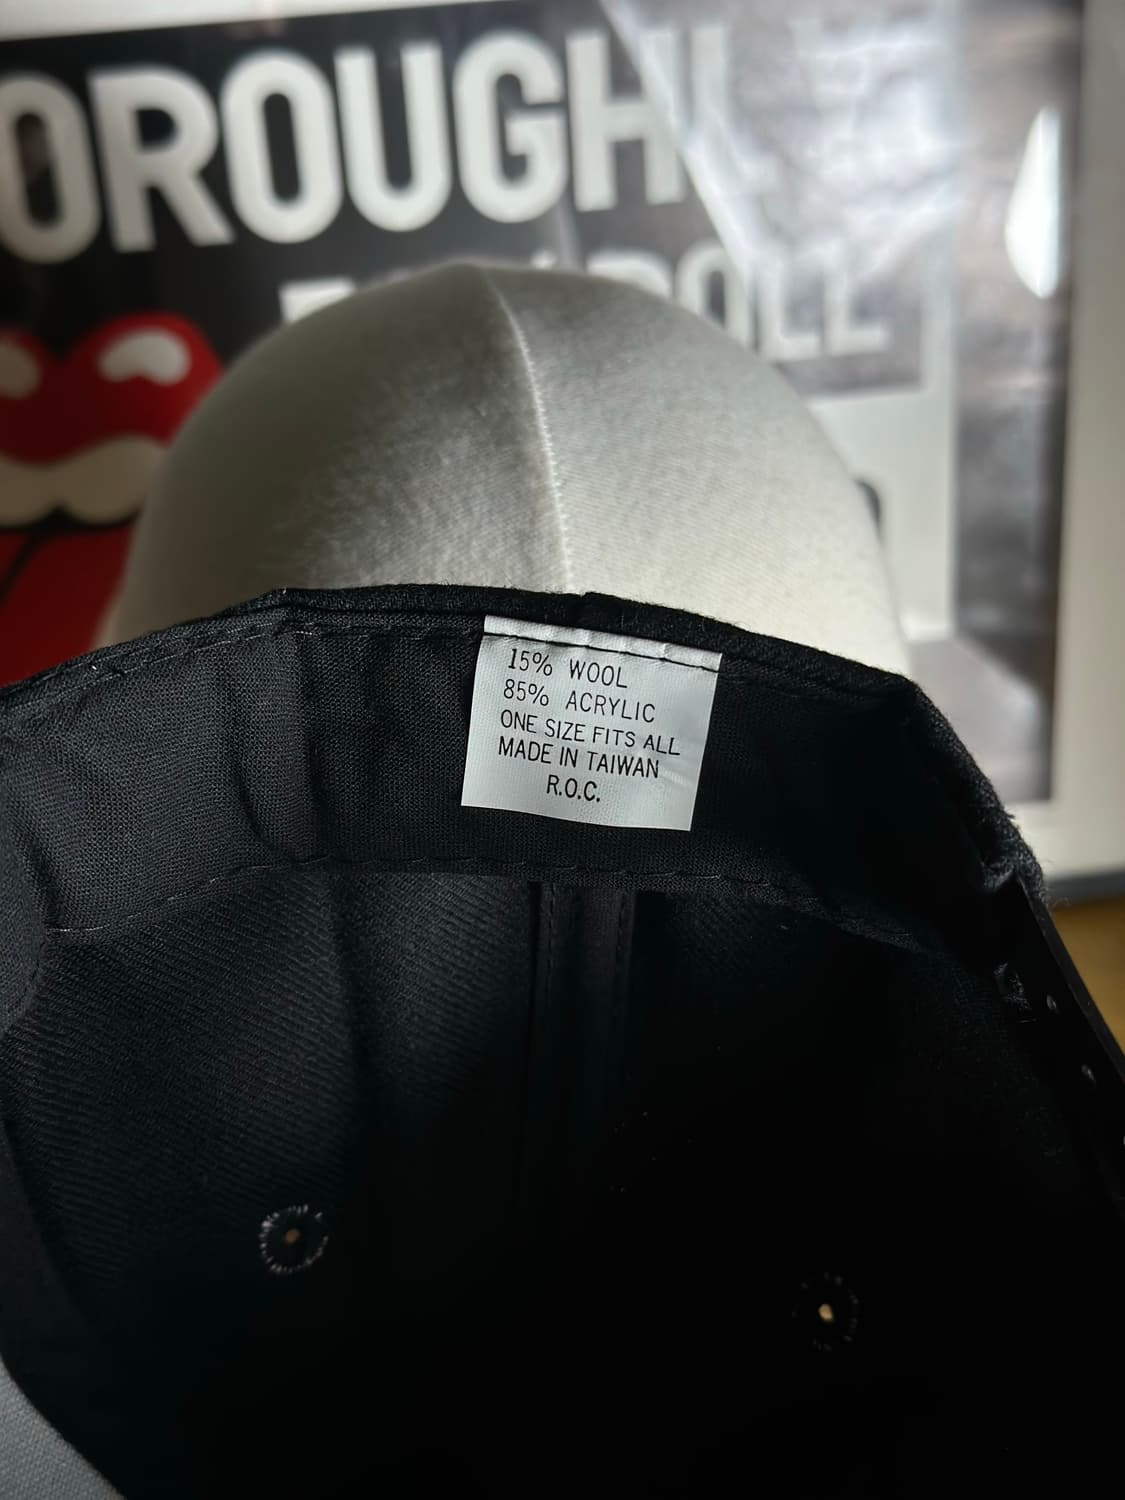 OROUGH
15% WOOL
85% ACRYLIC
ONE SIZE FITS ALL
MADE IN TAIWAN
R.O.C.